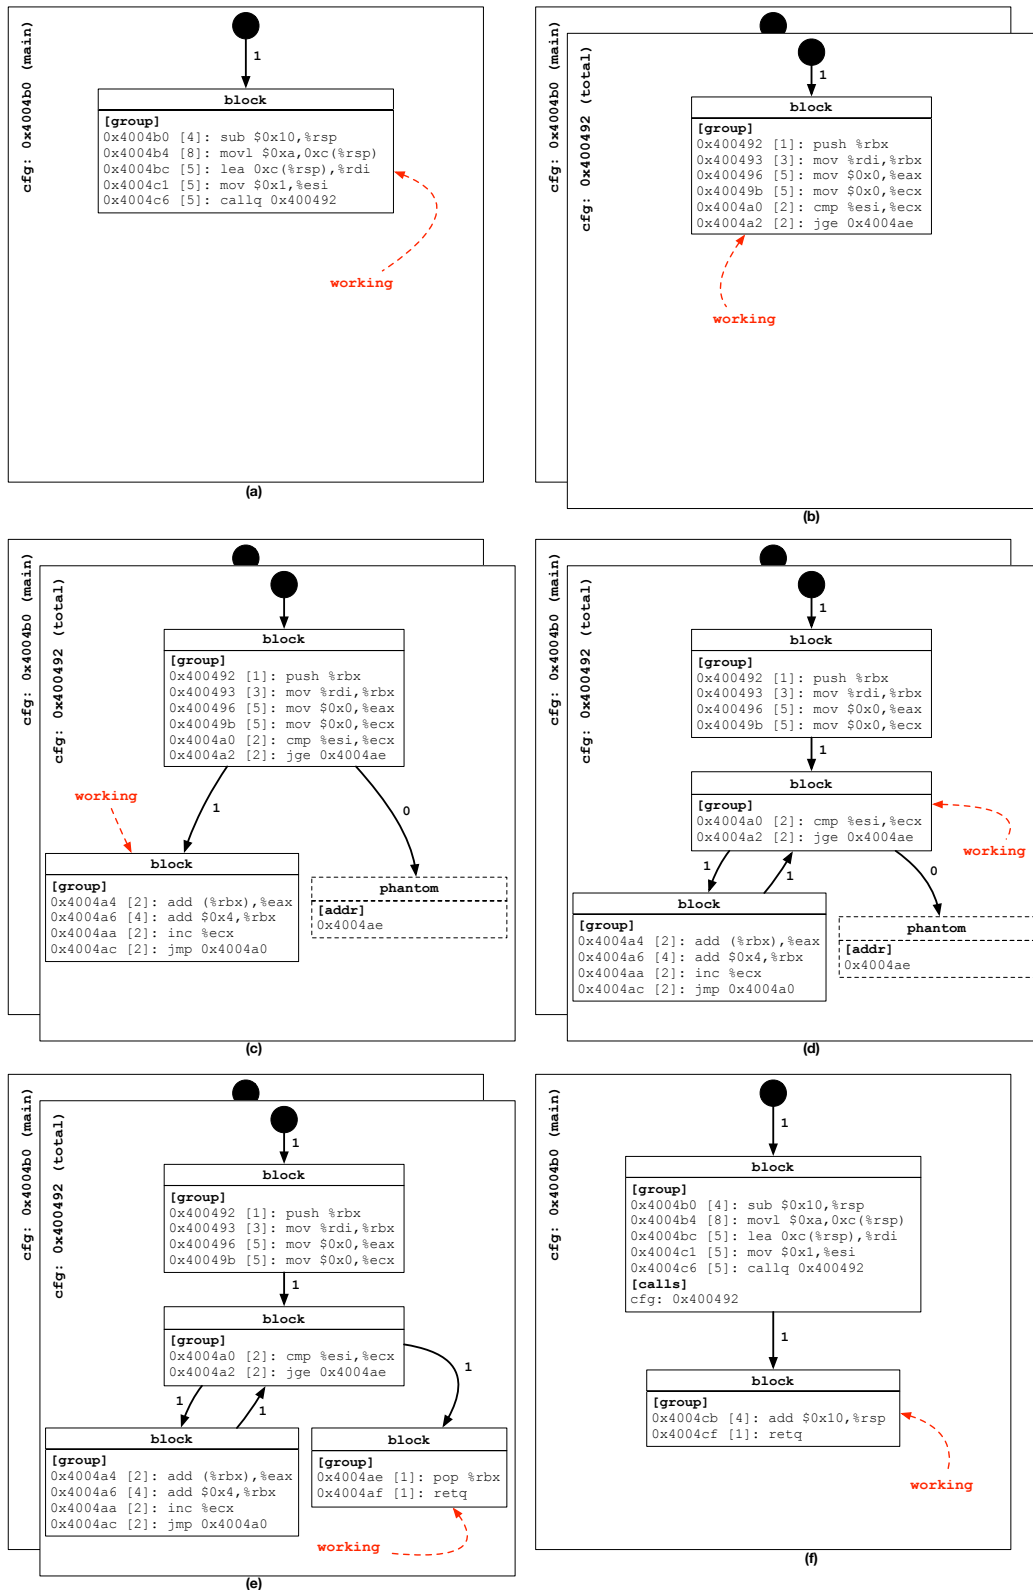 cfg: 0x4004b0 (main)
1
block
[group]
0x4004b0 [4]: sub $0x10,%rsp
0x4004b4 [8]: movl $0xa,0xc(%rsp)
0x4004bc [5]: lea 0xc(%rsp),%rdi
0x4004c1 [5]: mov $0x1,%esi
0x4004c6 [5]: callq 0x400492
working
(a)
cfg: 0x4004b0 (main)
cfg: 0x400492 (total)
1
block
[group]
0x400492 [1]: push %rbx
0x400493 [3]: mov %rdi,%rbx
0x400496 [5]: mov $0x0,%eax
0x40049b [5]: mov $0x0,%ecx
0x4004a0 [2]: cmp %esi,%ecx
0x4004a2 [2]: jge 0x4004ae
working
(b)
cfg: 0x4004b0 (main)
cfg: 0x400492 (total)
block
[group]
0x400492 [1]: push %rbx
0x400493 [3]: mov %rdi,%rbx
0x400496 [5]: mov $0x0,%eax
0x40049b [5]: mov $0x0,%ecx
0x4004a0 [2]: cmp %esi,%ecx
0x4004a2 [2]: jge 0x4004ae
working
1
0
block
[group]
0x4004a4 [2]: add (%rbx),%eax
0x4004a6 [4]: add $0x4,%rbx
0x4004aa [2]: inc %ecx
0x4004ac [2]: jmp 0x4004a0
phantom
[addr]
0x4004ae
(c)
cfg: 0x4004b0 (main)
cfg: 0x400492 (total)
1
block
[group]
0x400492 [1]: push %rbx
0x400493 [3]: mov %rdi,%rbx
0x400496 [5]: mov $0x0,%eax
0x40049b [5]: mov $0x0,%ecx
1
block
[group]
0x4004a0 [2]: cmp %esi,%ecx
0x4004a2 [2]: jge 0x4004ae
working
1
1
0
block
[group]
0x4004a4 [2]: add (%rbx),%eax
0x4004a6 [4]: add $0x4,%rbx
0x4004aa [2]: inc %ecx
0x4004ac [2]: jmp 0x4004a0
phantom
[addr]
0x4004ae
(d)
cfg: 0x4004b0 (main)
cfg: 0x400492 (total)
1
block
[group]
0x400492 [1]: push %rbx
0x400493 [3]: mov %rdi,%rbx
0x400496 [5]: mov $0x0,%eax
0x40049b [5]: mov $0x0,%ecx
1
block
[group]
0x4004a0 [2]: cmp %esi,%ecx
0x4004a2 [2]: jge 0x4004ae
1
1
1
block
[group]
0x4004a4 [2]: add (%rbx),%eax
0x4004a6 [4]: add $0x4,%rbx
0x4004aa [2]: inc %ecx
0x4004ac [2]: jmp 0x4004a0
block
[group]
0x4004ae [1]: pop %rbx
0x4004af [1]: retq
working
(e)
cfg: 0x4004b0 (main)
1
block
[group]
0x4004b0 [4]: sub $0x10,%rsp
0x4004b4 [8]: movl $0xa,0xc(%rsp)
0x4004bc [5]: lea 0xc(%rsp),%rdi
0x4004c1 [5]: mov $0x1,%esi
0x4004c6 [5]: callq 0x400492
[calls]
cfg: 0x400492
1
block
[group]
0x4004cb [4]: add $0x10,%rsp
0x4004cf [1]: retq
working
(f)